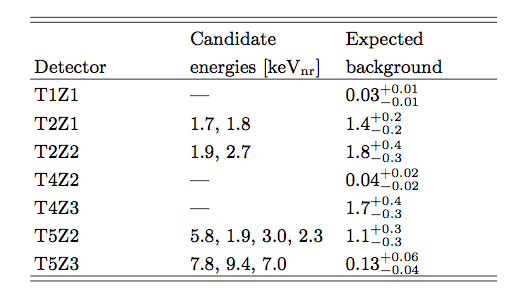 Candidate Expected
Detector energies [keVnr] background
T1Z1 — 0.03+0.01−0.01
T2Z1 1.7, 1.8 1.4+0.2−0.2
T2Z2 1.9, 2.7 1.8+0.4−0.3
T4Z2 — 0.04+0.02−0.02
T4Z3 — 1.7+0.4−0.3
T5Z2 5.8, 1.9, 3.0, 2.3 1.1+0.3−0.3
T5Z3 7.8, 9.4, 7.0 0.13+0.06−0.04